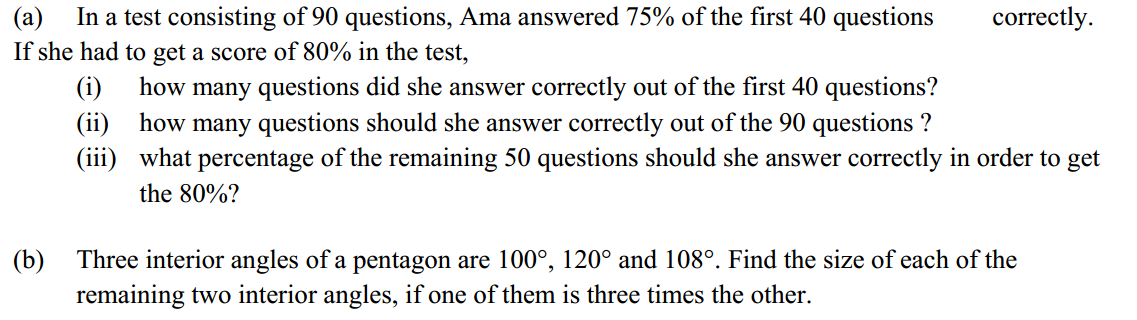 (a) In a test consisting of 90 questions, Ama answered 75% of the first 40 questions correctly.
If she had to get a score of 80% in the test,
(i) how many questions did she answer correctly out of the first 40 questions?
(ii) how many questions should she answer correctly out of the 90 questions ?
(iii) what percentage of the remaining 50 questions should she answer correctly in order to get
the 80%?
(b) Three interior angles of a pentagon are 100°, 120° and 108°. Find the size of each of the
remaining two interior angles, if one of them is three times the other.